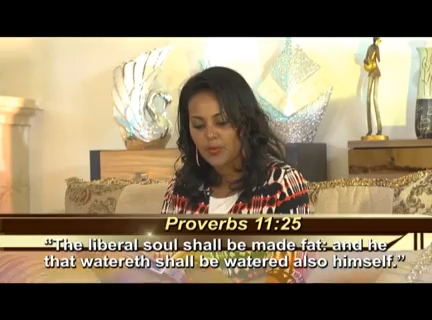 Proverbs 11:25
“The liberal soul shall be made fat: and he
that watereth shall be watered also himself.”